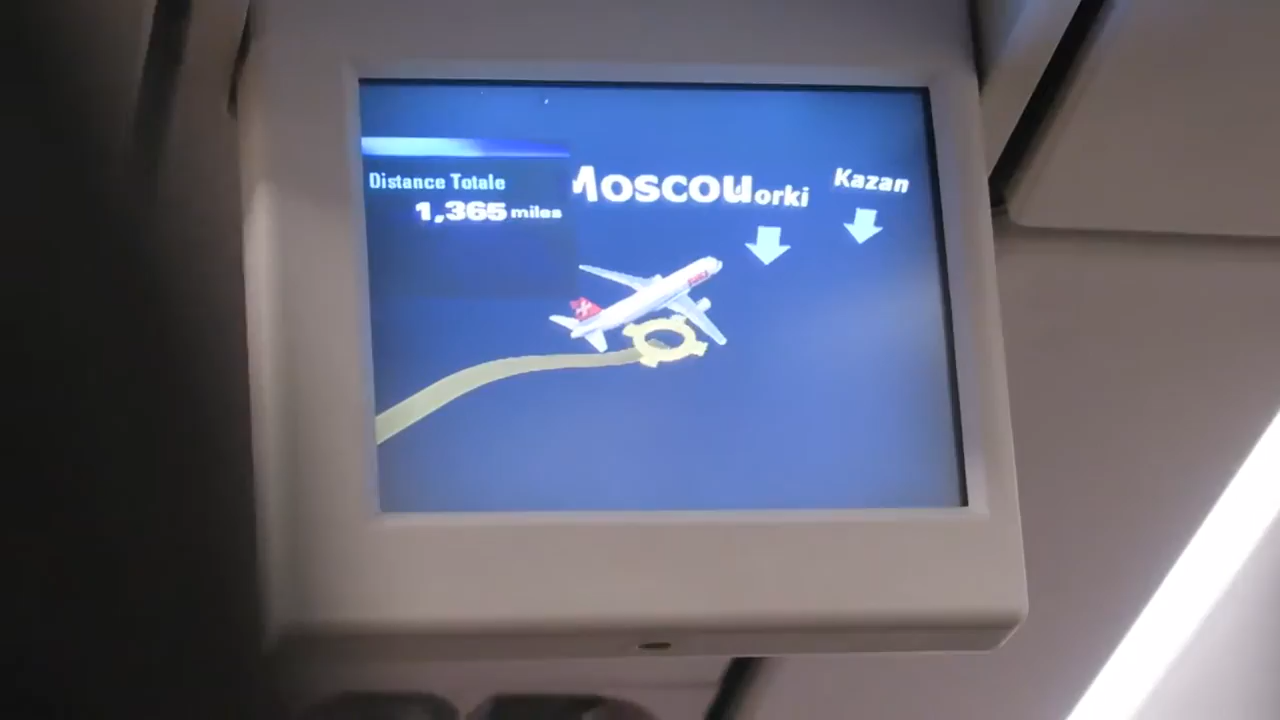 Distance Totale
1,365 miles
Moscou
orki
Kazan